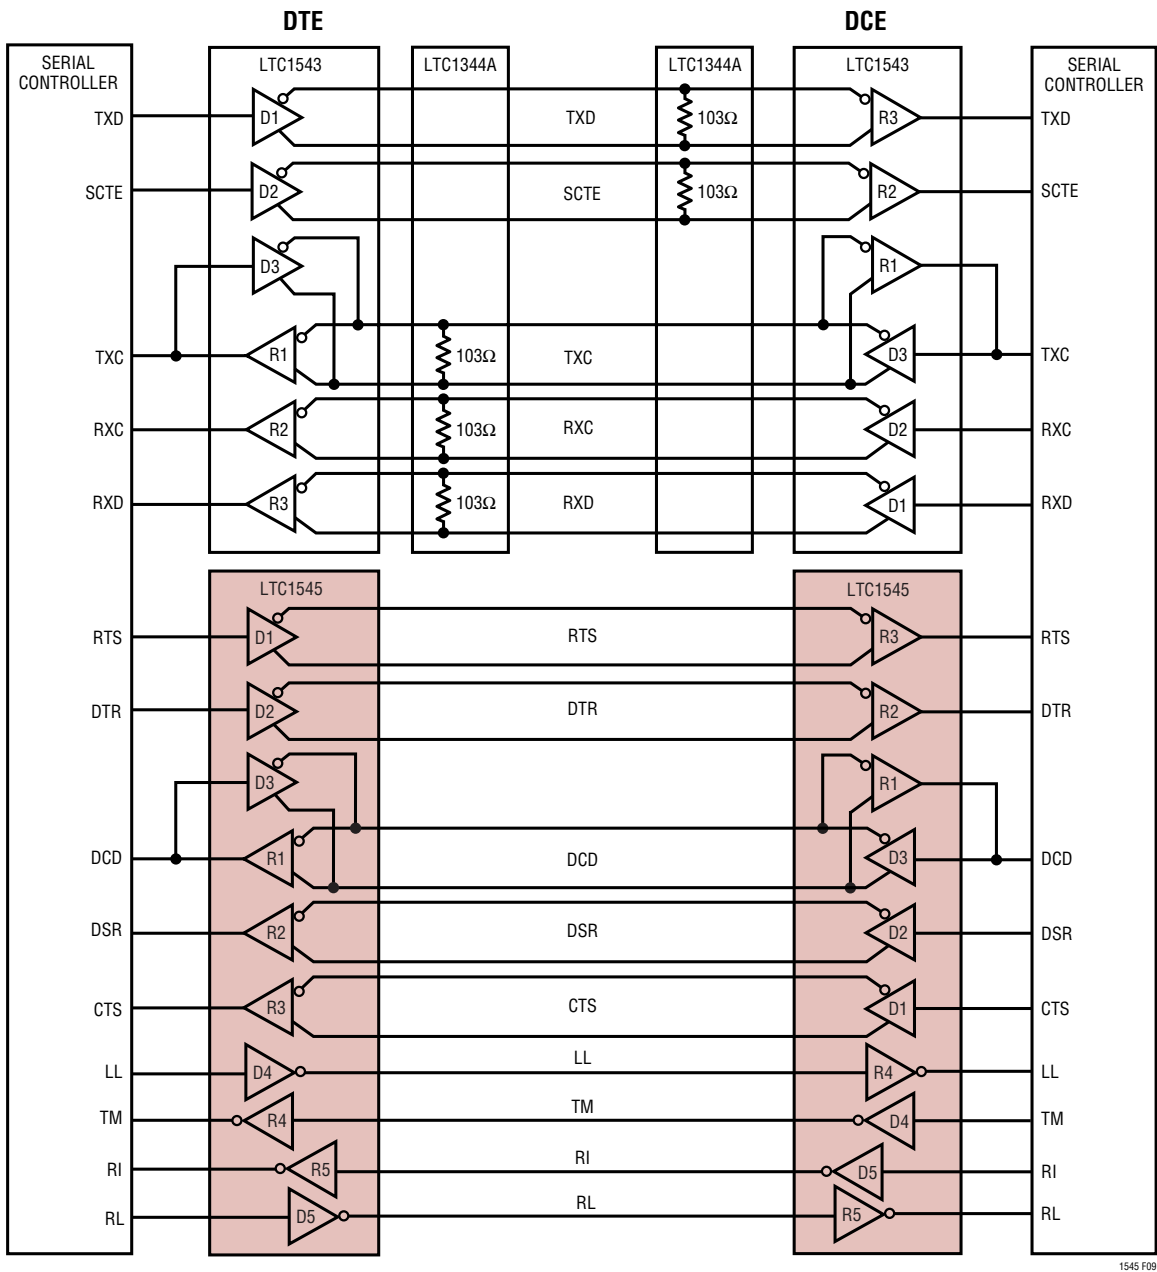 DTE
DCE
SERIAL
CONTROLLER
LTC1543
LTC1344A
LTC1344A
LTC1543
SERIAL
CONTROLLER
TXD
D1
TXD
103Ω
R3
TXD
SCTE
D2
SCTE
103Ω
R2
SCTE
D3
R1
TXC
R1
103Ω
TXC
D3
TXC
RXC
R2
103Ω
RXC
D2
RXC
RXD
R3
103Ω
RXD
D1
RXD
LTC1545
LTC1545
RTS
D1
RTS
R3
RTS
DTR
D2
DTR
R2
DTR
D3
R1
DCD
R1
DCD
D3
DCD
DSR
R2
DSR
D2
DSR
CTS
R3
CTS
D1
CTS
LL
D4
LL
R4
LL
TM
R4
TM
D4
TM
RI
R5
RI
D5
RI
RL
D5
RL
R5
RL
1545 F09